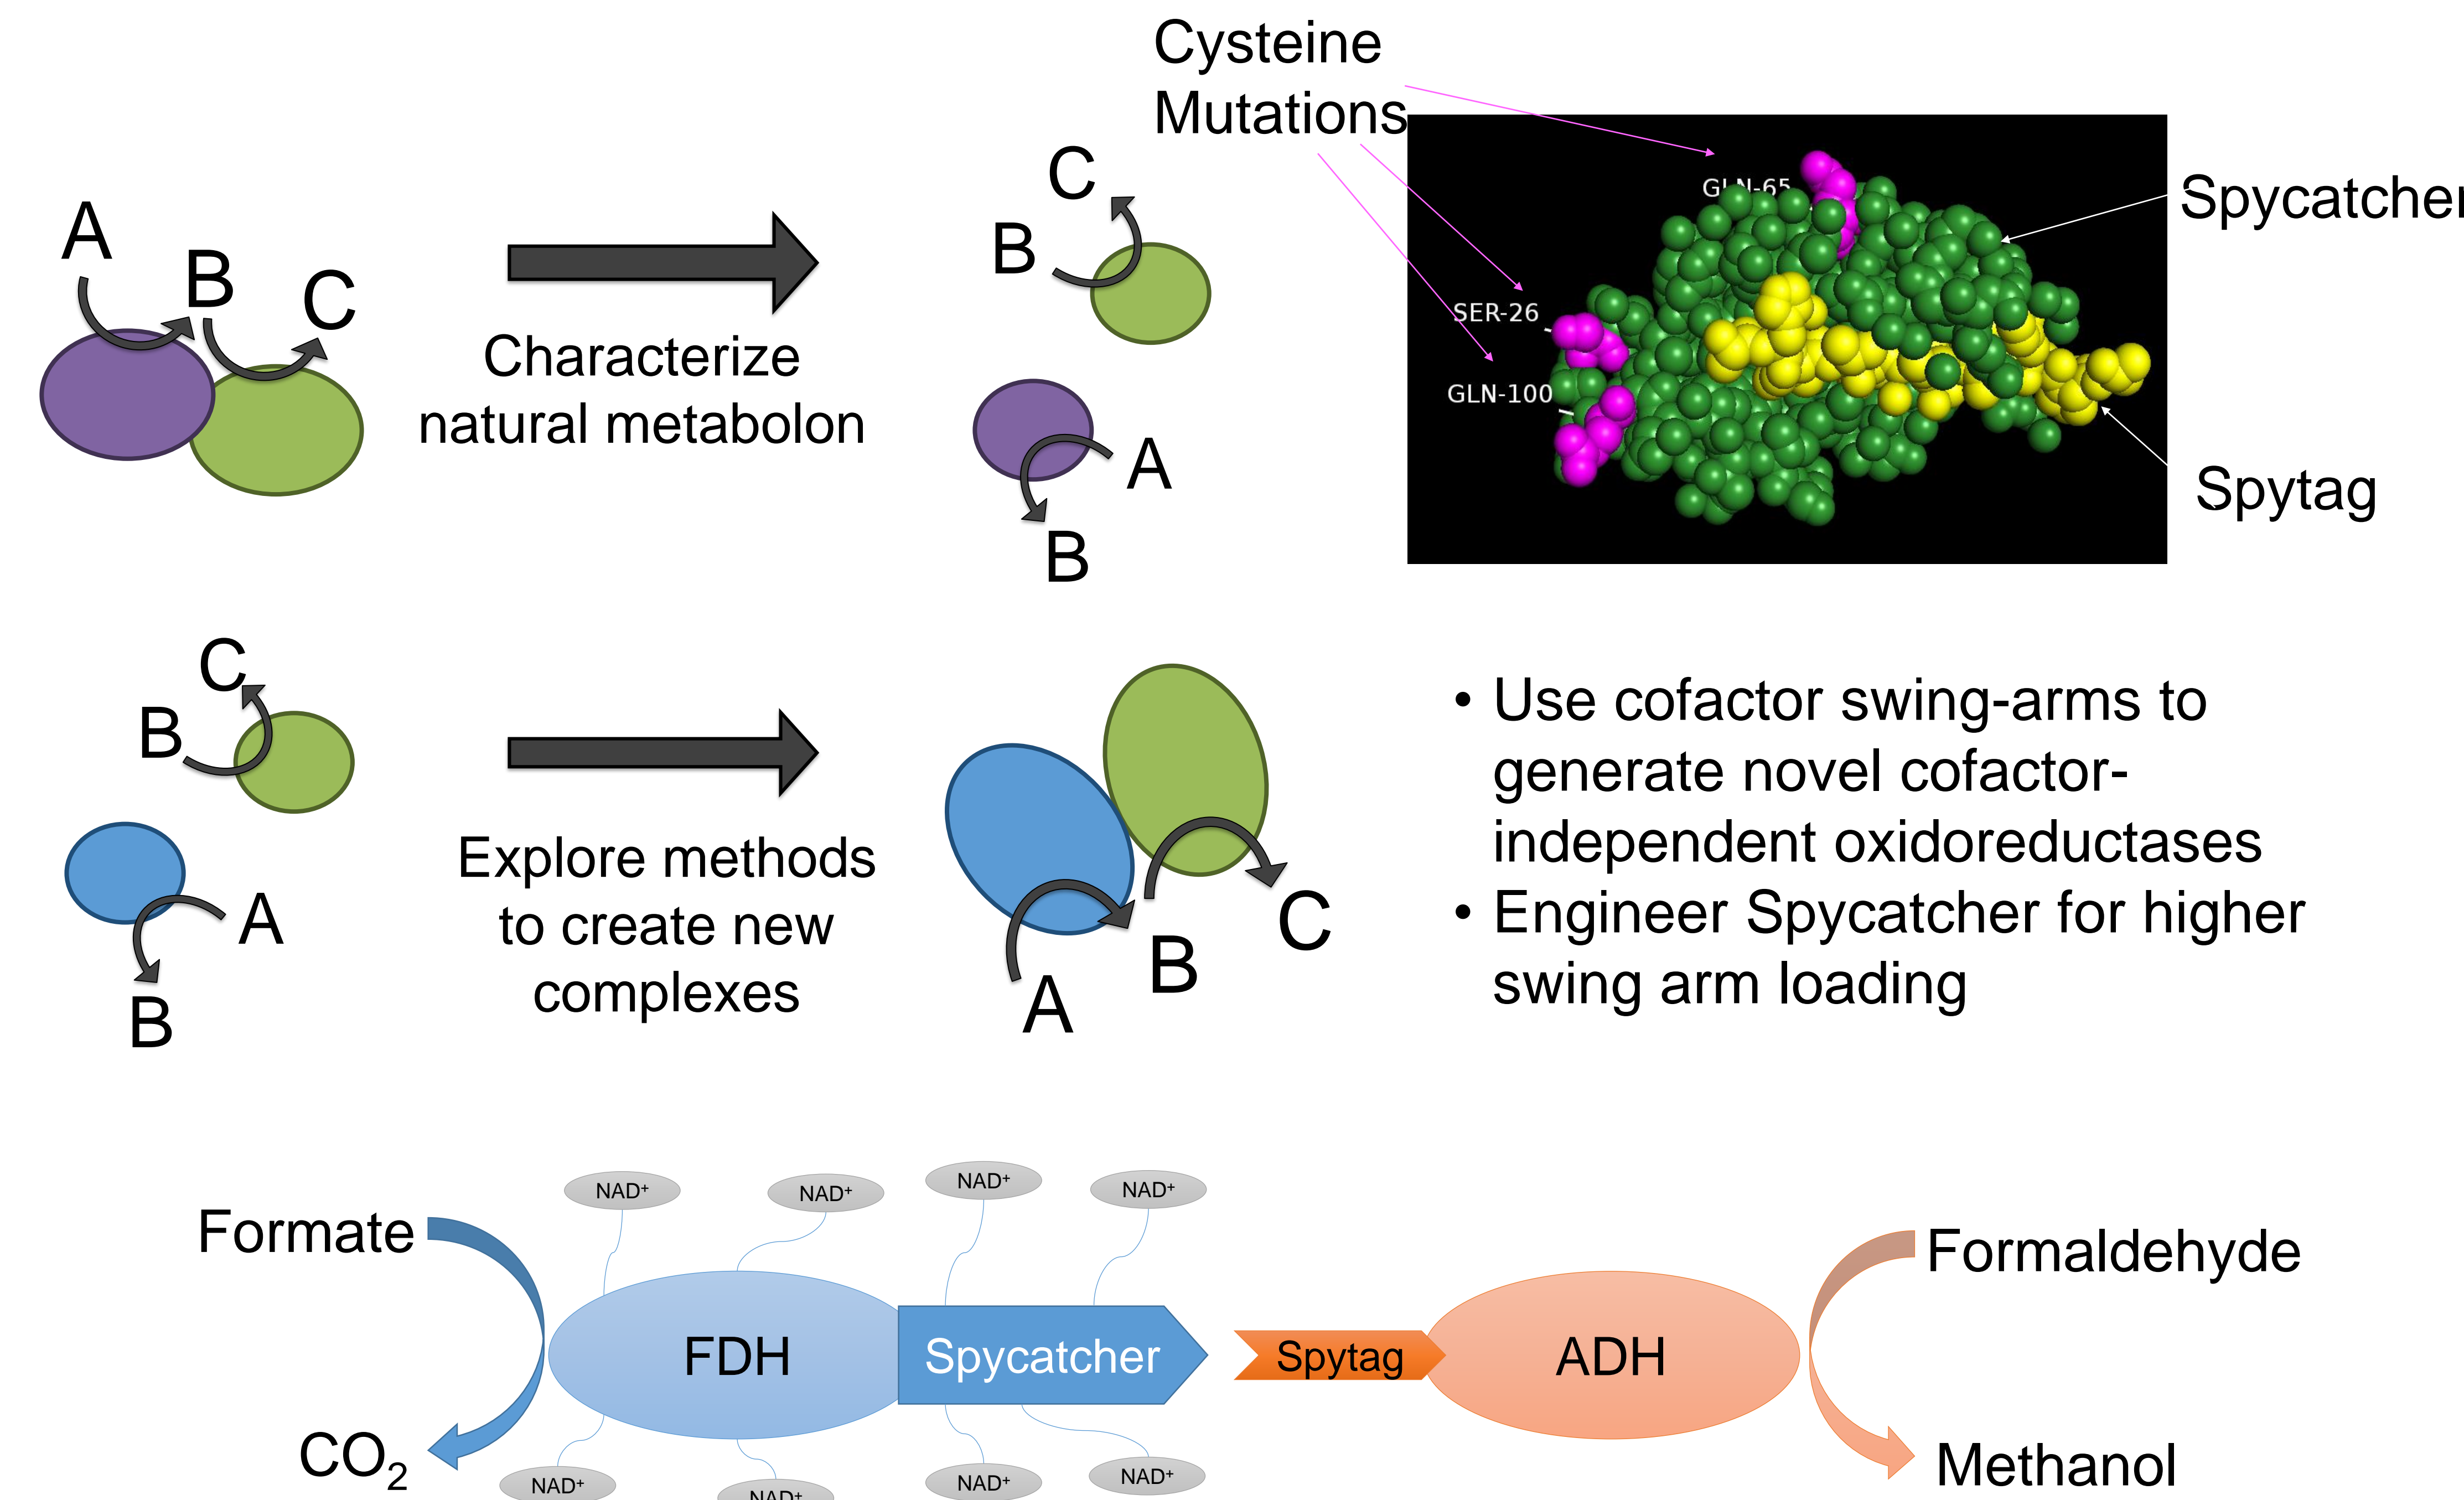 Cysteine
Mutations
A
B
C
Characterize
natural metabolon
C
B
A
B
GLN-65
SER-26
GLN-100
Spycatcher
Spytag
C
B
A
B
Explore methods
to create new
complexes
A
B
C
• Use cofactor swing-arms to
generate novel cofactor-
independent oxidoreductases
• Engineer Spycatcher for higher
swing arm loading
NAD⁺
NAD⁺
NAD⁺
NAD⁺
Formate
Formaldehyde
FDH
Spycatcher
Spytag
ADH
CO₂
Methanol
NAD⁺
NAD⁺
NAD⁺
NAD⁺